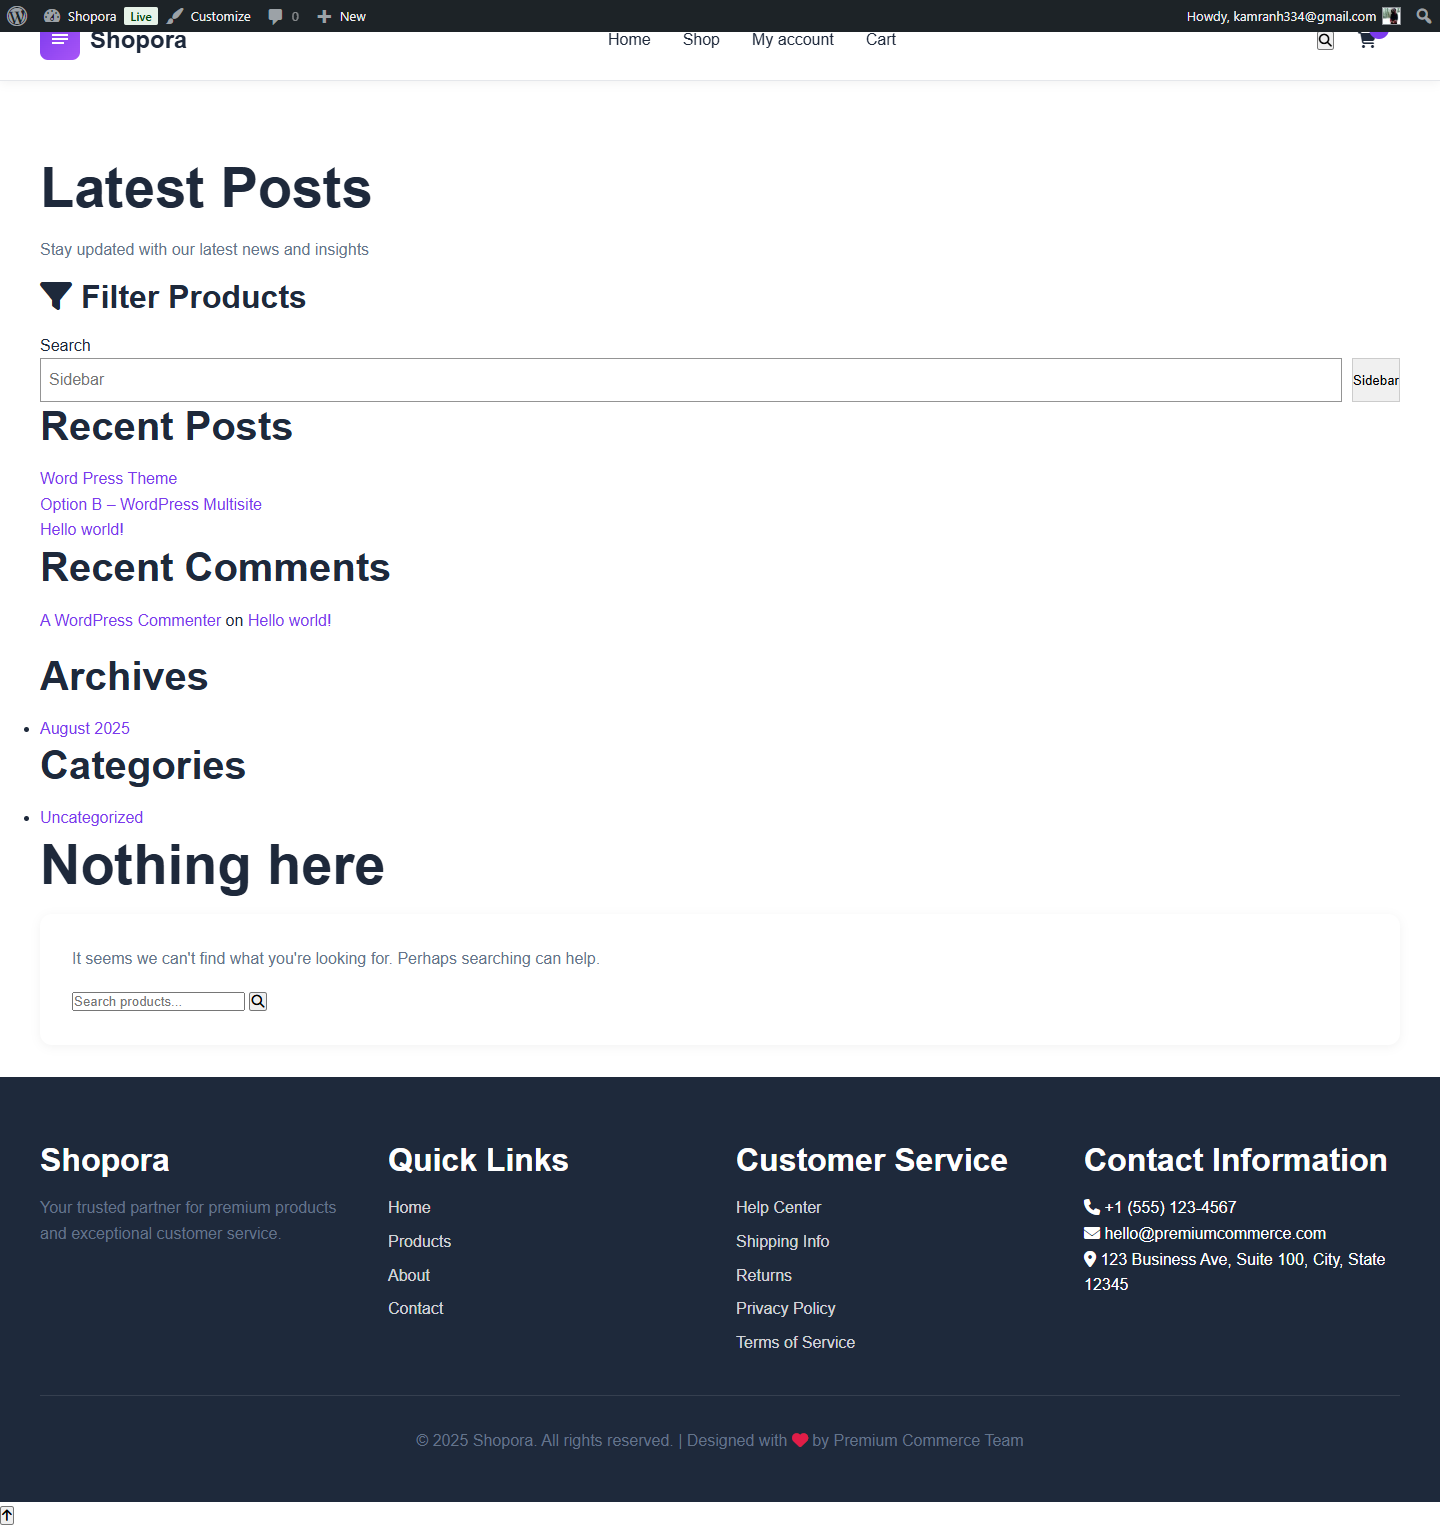 Shopora Live Customize 0 New Howdy, kamranh334@gmail.com
Shopora Home Shop My account Cart
Latest Posts
Stay updated with our latest news and insights
Filter Products
Search
Sidebar Sidebar
Recent Posts
Word Press Theme
Option B – WordPress Multisite
Hello world!
Recent Comments
A WordPress Commenter on Hello world!
Archives
August 2025
Categories
Uncategorized
Nothing here
It seems we can't find what you're looking for. Perhaps searching can help.
Search products...
Shopora
Your trusted partner for premium products
and exceptional customer service.
Quick Links
Home
Products
About
Contact
Customer Service
Help Center
Shipping Info
Returns
Privacy Policy
Terms of Service
Contact Information
+1 (555) 123-4567
hello@premiumcommerce.com
123 Business Ave, Suite 100, City, State
12345
© 2025 Shopora. All rights reserved. | Designed with by Premium Commerce Team